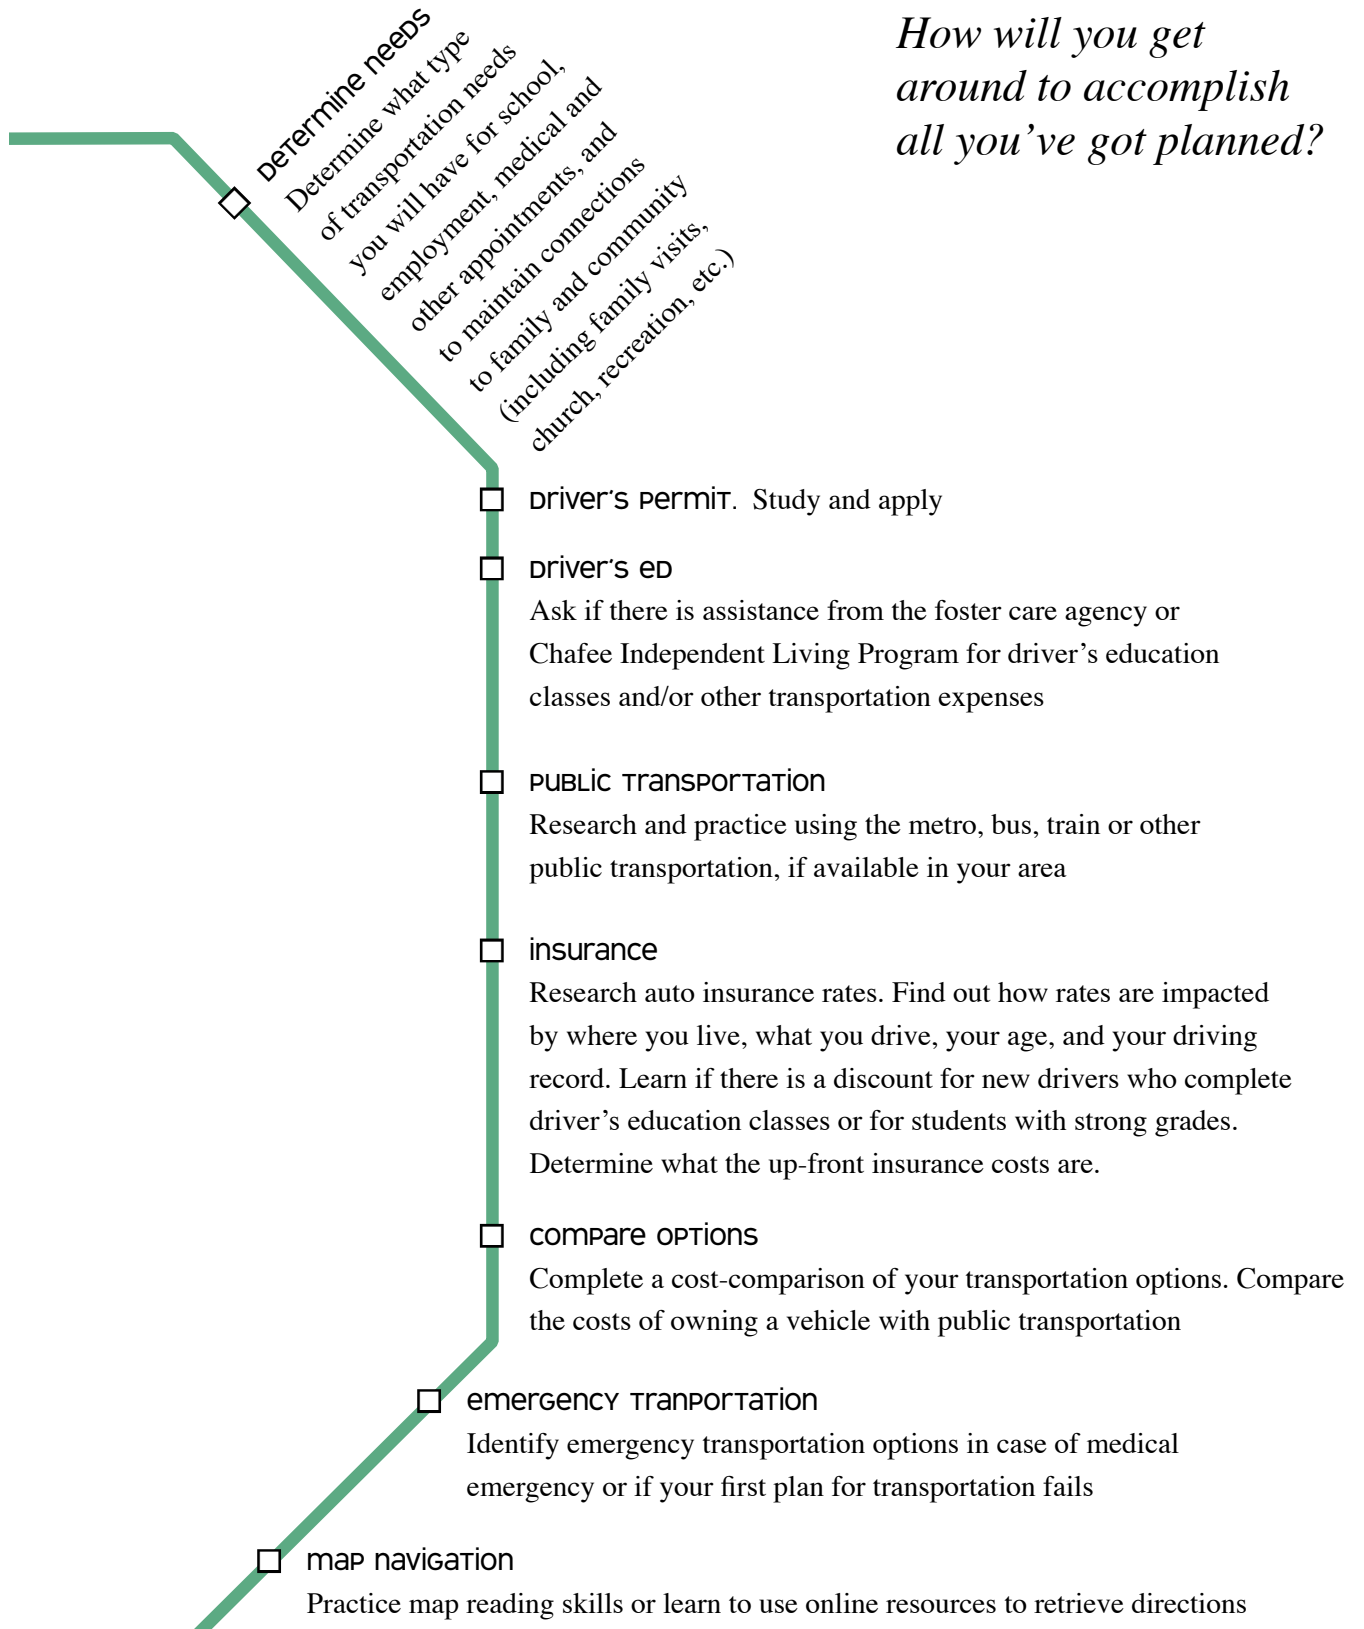 How will you get
around to accomplish
all you've got planned?
Determine needs
Determine what type
of transportation needs
you will have for school,
employment, medical and
other appointments, and
to maintain connections
to family and community
(including family visits,
church, recreation, etc.)
Driver's Permit. Study and apply
Driver's ED
Ask if there is assistance from the foster care agency or
Chafee Independent Living Program for driver's education
classes and/or other transportation expenses
Public Transportation
Research and practice using the metro, bus, train or other
public transportation, if available in your area
Insurance
Research auto insurance rates. Find out how rates are impacted
by where you live, what you drive, your age, and your driving
record. Learn if there is a discount for new drivers who complete
driver's education classes or for students with strong grades.
Determine what the up-front insurance costs are.
Compare Options
Complete a cost-comparison of your transportation options. Compare
the costs of owning a vehicle with public transportation
Emergency Tranportation
Identify emergency transportation options in case of medical
emergency or if your first plan for transportation fails
Map Navigation
Practice map reading skills or learn to use online resources to retrieve directions